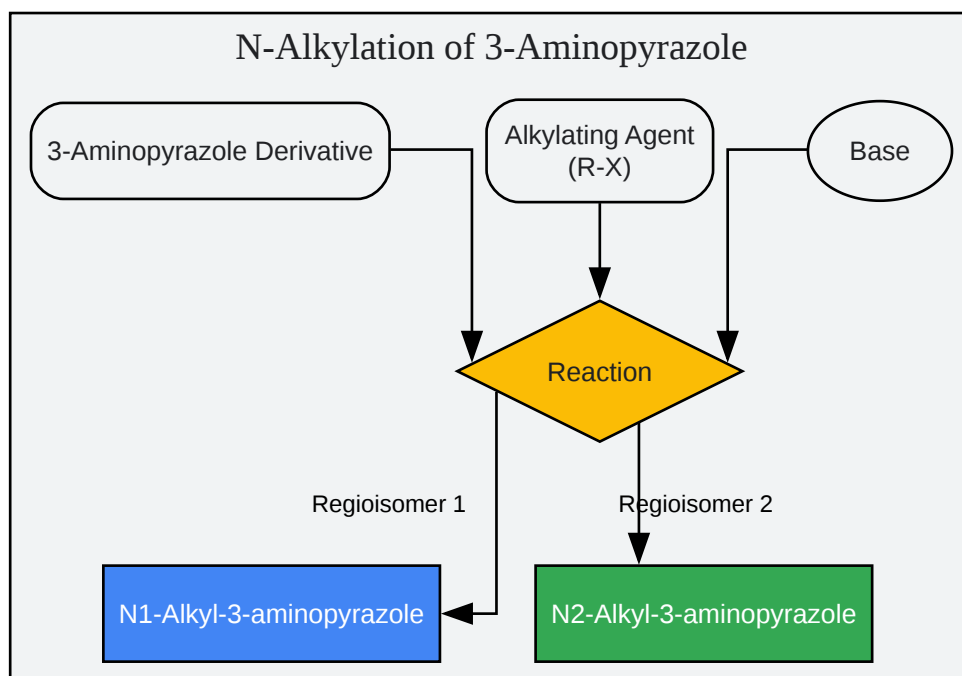 N-Alkylation of 3-Aminopyrazole
3-Aminopyrazole Derivative
Alkylating Agent
(R-X)
Base
Reaction
Regioisomer 1
Regioisomer 2
N1-Alkyl-3-aminopyrazole
N2-Alkyl-3-aminopyrazole